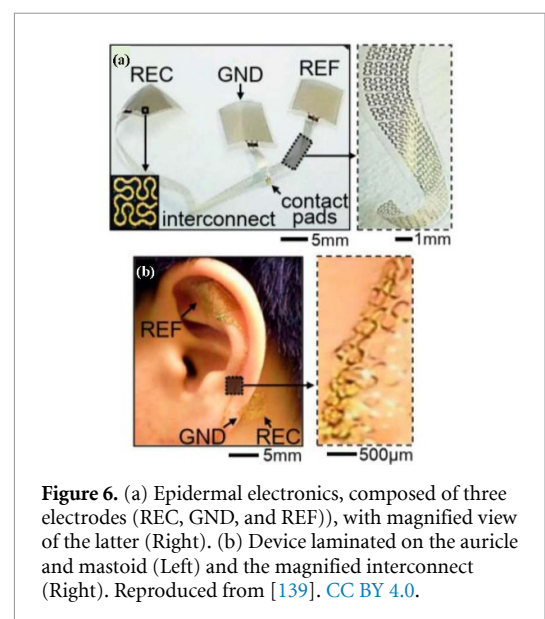 (a)
REC
GND
REF
interconnect
contact
pads
5mm
1mm
(b)
REF
GND
REC
5mm
500μm
Figure 6. (a) Epidermal electronics, composed of three
electrodes (REC, GND, and REF)), with magnified view
of the latter (Right). (b) Device laminated on the auricle
and mastoid (Left) and the magnified interconnect
(Right). Reproduced from [139]. CC BY 4.0.